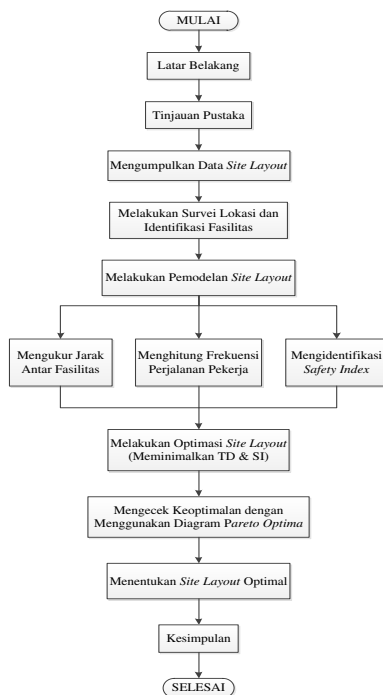 MULAI
Latar Belakang
Tinjauan Pustaka
Mengumpulkan Data Site Layout
Melakukan Survei Lokasi dan
Identifikasi Fasilitas
Melakukan Pemodelan Site Layout
Mengukur Jarak
Antar Fasilitas
Menghitung Frekuensi
Perjalanan Pekerja
Mengidentifikasi
Safety Index
Melakukan Optimasi Site Layout
(Meminimalkan TD & SI)
Mengecek Keoptimalan dengan
Menggunakan Diagram Pareto Optima
Menentukan Site Layout Optimal
Kesimpulan
SELESAI